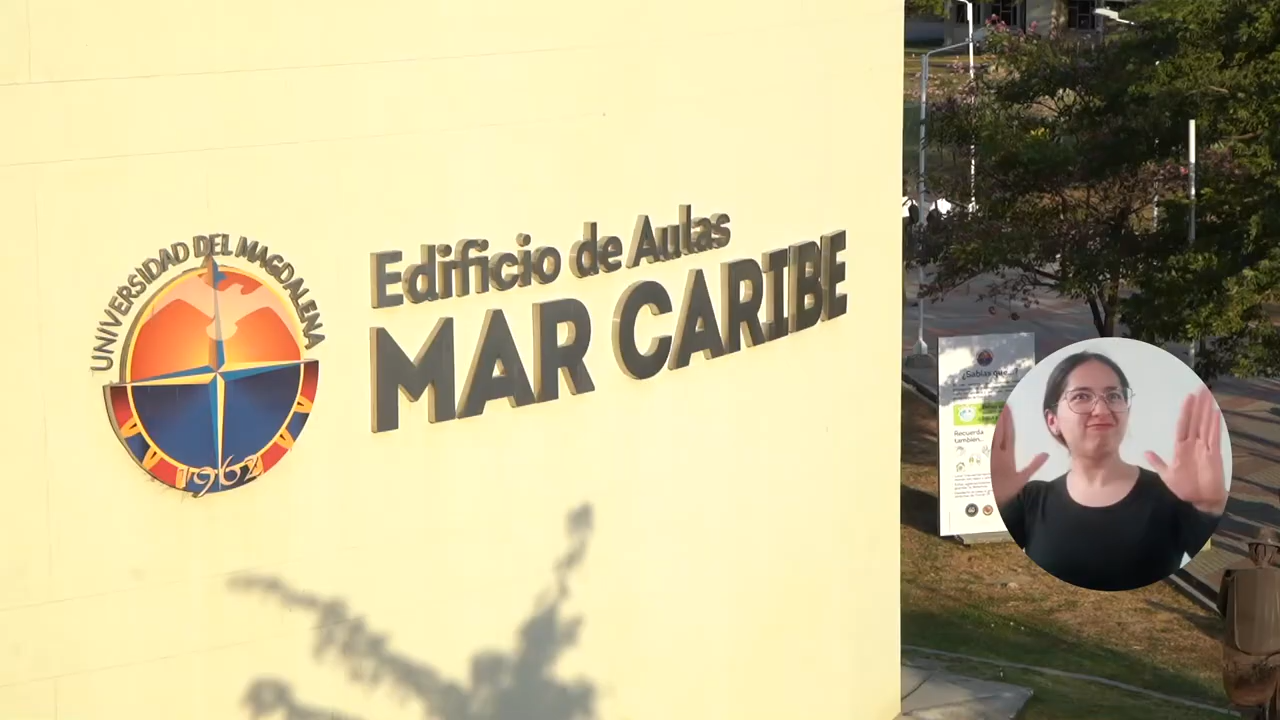 UNIVERSIDAD DEL MAGDALENA
1962
Edificio de Aulas
MAR CARIBE
¿Sabías que...?
Recuerda
también...